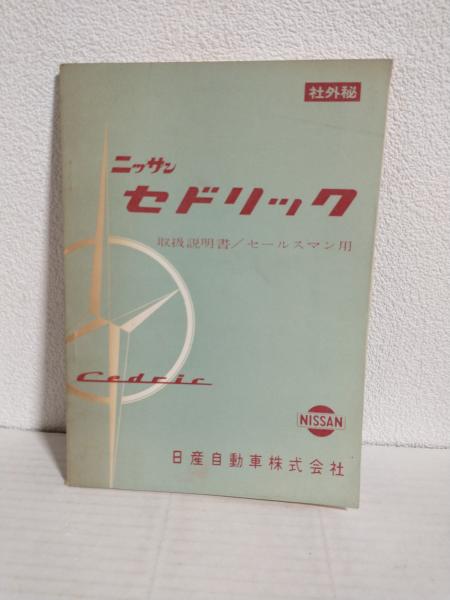 社外秘
ニッサン
セドリック
取扱説明書/セールスマン用
Cedric
NISSAN
日産自動車株式会社